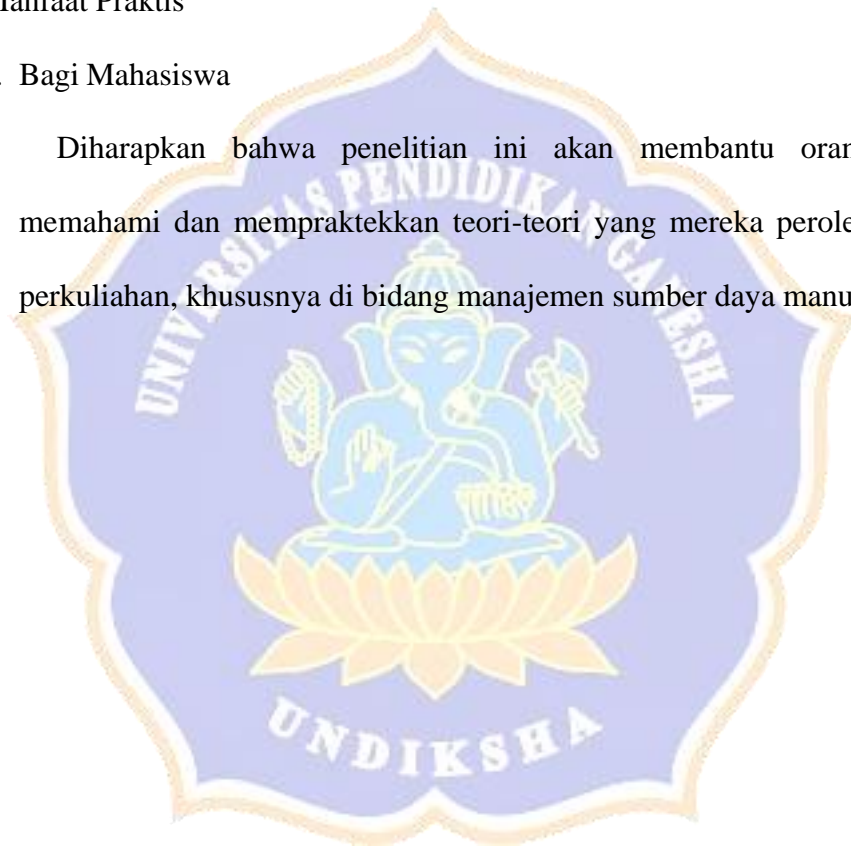 Manfaat Praktis
. Bagi Mahasiswa
Diharapkan bahwa penelitian ini akan membantu oran
memahami dan mempraktekkan teori-teori yang mereka perole
perkuliahan, khususnya di bidang manajemen sumber daya manu
UNIVERSITAS PENDIDIKAN GANESHA
UNDIKSHA